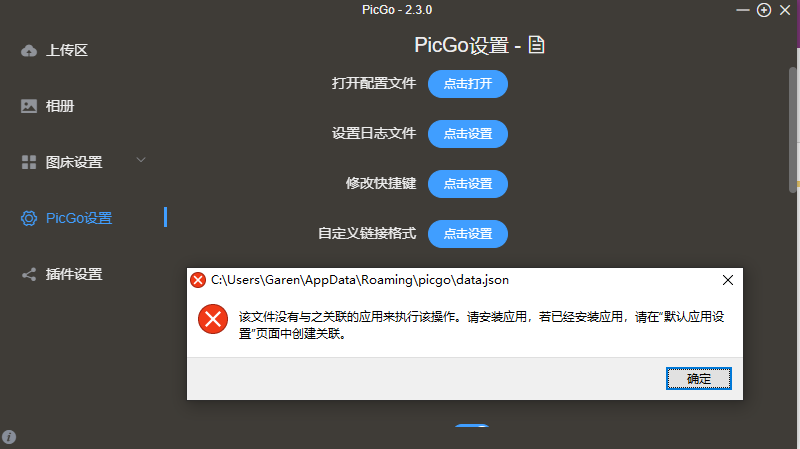 PicGo - 2.3.0
上传区
相册
图床设置
PicGo设置
插件设置
PicGo设置 -
打开配置文件 点击打开
设置日志文件 点击设置
修改快捷键 点击设置
自定义链接格式 点击设置
C:\Users\Garen\AppData\Roaming\picgo\data.json
该文件没有与之关联的应用来执行该操作。请安装应用，若已经安装应用，请在“默认应用设
置”页面中创建关联。
确定